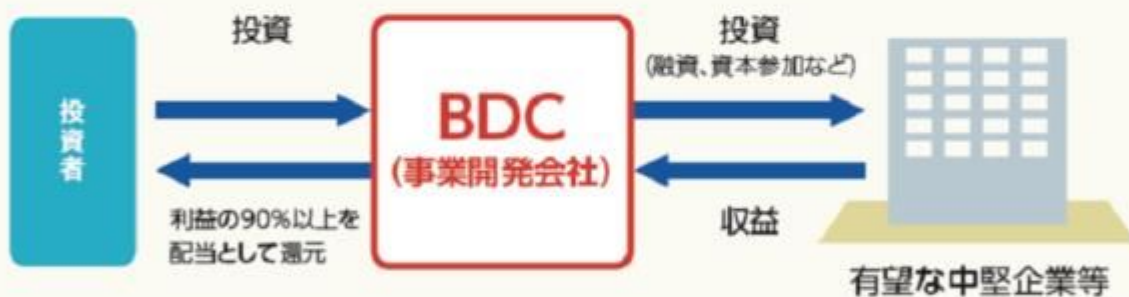 投資者
投資
利益の90%以上を
配当として還元
BDC
(事業開発会社)
投資
(融資、資本参加など)
収益
有望な中堅企業等